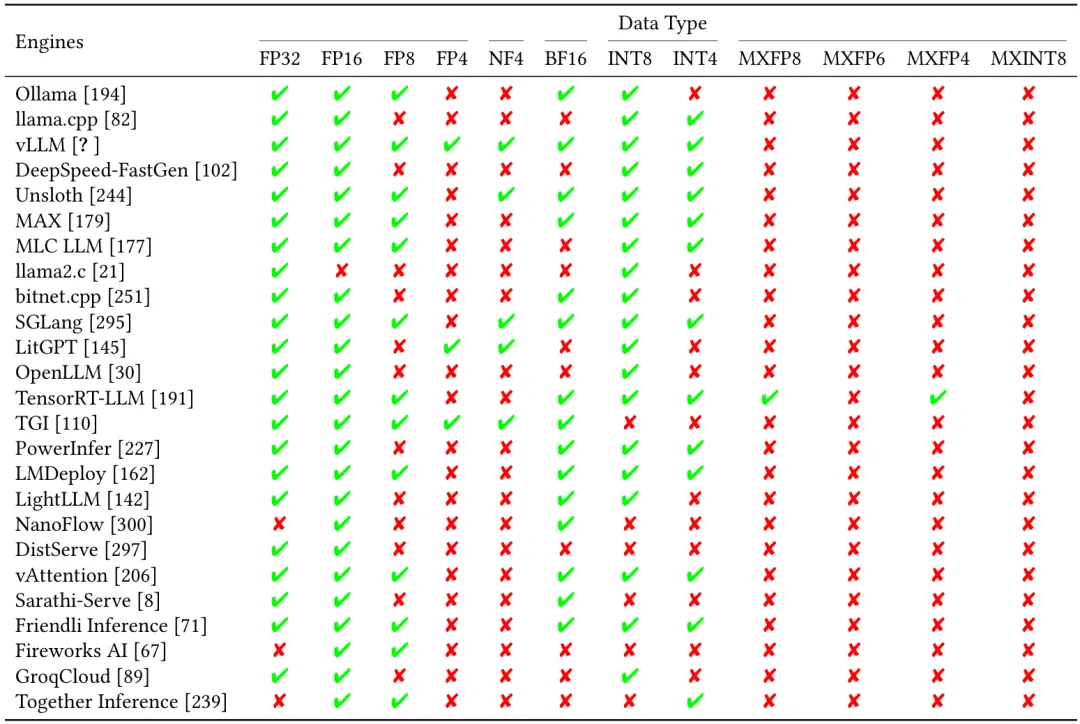 Data Type
Engines
FP32 FP16 FP8 FP4 NF4 BF16 INT8 INT4 MXFP8 MXFP6 MXFP4 MXINT8
Ollama [194] ✔ ✔ ✔ ✘ ✘ ✔ ✔ ✘ ✘ ✘ ✘ ✘
llama.cpp [82] ✔ ✔ ✘ ✘ ✘ ✘ ✔ ✔ ✘ ✘ ✘ ✘
vLLM [? ] ✔ ✔ ✔ ✔ ✔ ✔ ✔ ✔ ✘ ✘ ✘ ✘
DeepSpeed-FastGen [102] ✔ ✔ ✘ ✘ ✘ ✘ ✔ ✔ ✘ ✘ ✘ ✘
Unsloth [244] ✔ ✔ ✔ ✘ ✔ ✔ ✔ ✔ ✘ ✘ ✘ ✘
MAX [179] ✔ ✔ ✔ ✘ ✘ ✔ ✔ ✔ ✘ ✘ ✘ ✘
MLC LLM [177] ✔ ✔ ✔ ✘ ✘ ✘ ✔ ✔ ✘ ✘ ✘ ✘
llama2.c [21] ✔ ✘ ✘ ✘ ✘ ✘ ✔ ✘ ✘ ✘ ✘ ✘
bitnet.cpp [251] ✔ ✔ ✘ ✘ ✘ ✔ ✔ ✘ ✘ ✘ ✘ ✘
SGLang [295] ✔ ✔ ✔ ✘ ✔ ✔ ✔ ✔ ✘ ✘ ✘ ✘
LitGPT [145] ✔ ✔ ✘ ✔ ✔ ✘ ✔ ✘ ✘ ✘ ✘ ✘
OpenLLM [30] ✔ ✔ ✘ ✘ ✘ ✘ ✔ ✘ ✘ ✘ ✘ ✘
TensorRT-LLM [191] ✔ ✔ ✔ ✘ ✘ ✔ ✔ ✔ ✔ ✘ ✔ ✘
TGI [110] ✔ ✔ ✔ ✔ ✔ ✔ ✘ ✘ ✘ ✘ ✘ ✘
PowerInfer [227] ✔ ✔ ✘ ✘ ✘ ✔ ✔ ✔ ✘ ✘ ✘ ✘
LMDeploy [162] ✔ ✔ ✔ ✘ ✘ ✔ ✔ ✔ ✘ ✘ ✘ ✘
LightLLM [142] ✔ ✔ ✘ ✘ ✘ ✔ ✔ ✘ ✘ ✘ ✘ ✘
NanoFlow [300] ✘ ✔ ✘ ✘ ✘ ✔ ✘ ✘ ✘ ✘ ✘ ✘
DistServe [297] ✔ ✔ ✘ ✘ ✘ ✘ ✘ ✘ ✘ ✘ ✘ ✘
vAttention [206] ✔ ✔ ✔ ✘ ✘ ✔ ✔ ✔ ✘ ✘ ✘ ✘
Sarathi-Serve [8] ✔ ✔ ✘ ✘ ✘ ✔ ✘ ✘ ✘ ✘ ✘ ✘
Friendli Inference [71] ✔ ✔ ✔ ✘ ✘ ✔ ✔ ✔ ✘ ✘ ✘ ✘
Fireworks AI [67] ✘ ✔ ✔ ✘ ✘ ✘ ✘ ✘ ✘ ✘ ✘ ✘
GroqCloud [89] ✔ ✔ ✘ ✘ ✘ ✘ ✔ ✘ ✘ ✘ ✘ ✘
Together Inference [239] ✘ ✔ ✔ ✘ ✘ ✘ ✘ ✔ ✘ ✘ ✘ ✘